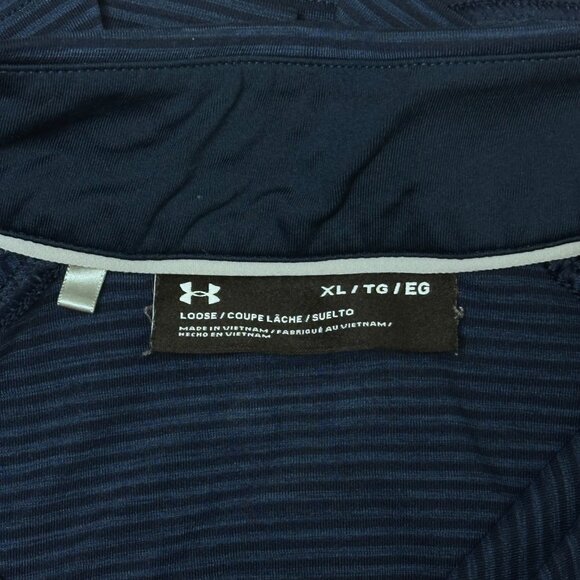 XL / TG / EG
LOOSE / COUPE LÂCHE / SUELTO
MADE IN VIETNAM / FABRIQUÉ AU VIETNAM /
HECHO EN VIETNAM